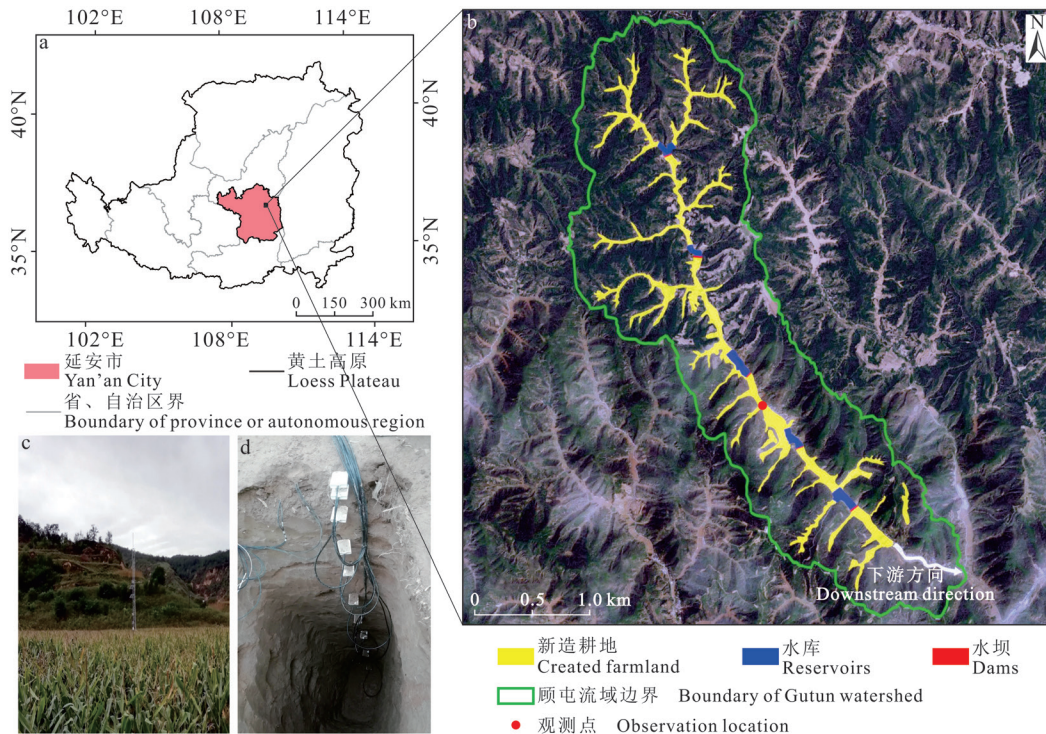 102°E 108°E 114°E
a
40°N 40°N
35°N 35°N
0 150 300 km
102°E 108°E 114°E
延安市
Yan'an City
黄土高原
Loess Plateau
省、自治区界
Boundary of province or autonomous region
b
N
下游方向
Downstream direction
0 0.5 1.0 km
新造耕地
Created farmland
水库
Reservoirs
水坝
Dams
顾屯流域边界 Boundary of Gutun watershed
观测点 Observation location
c
d